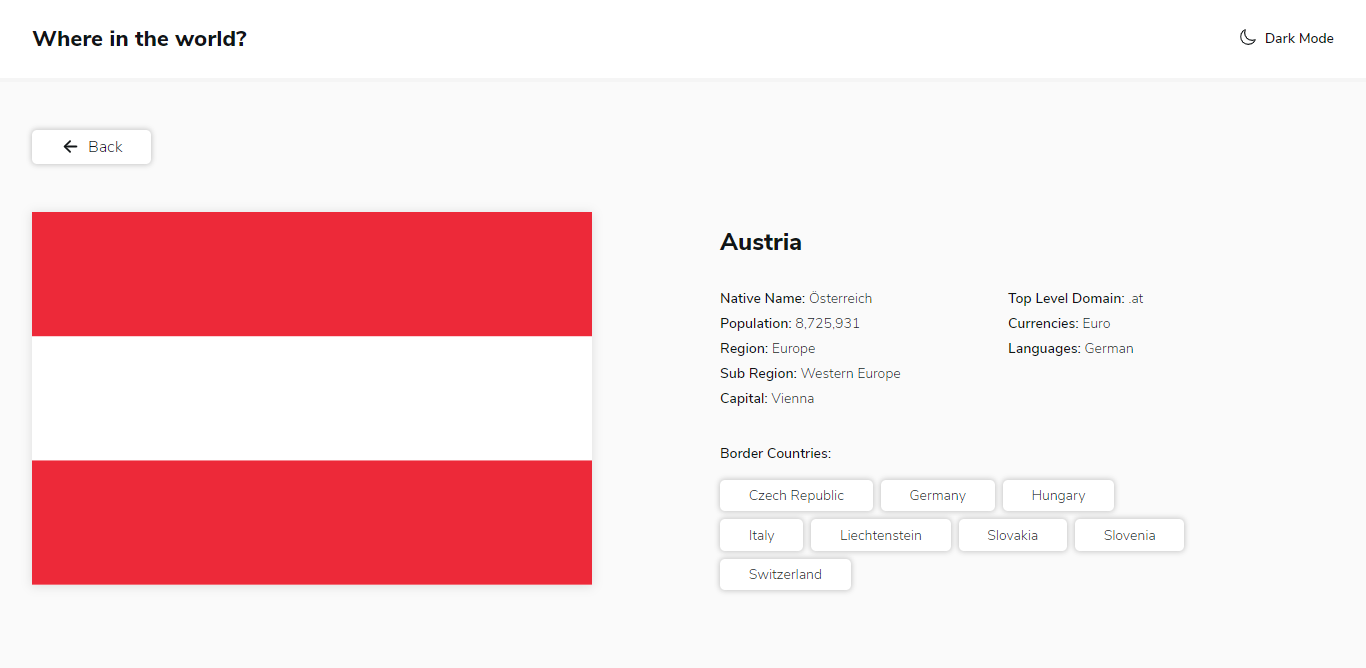 Where in the world?
Dark Mode
Back
Austria
Native Name: Österreich
Population: 8,725,931
Region: Europe
Sub Region: Western Europe
Capital: Vienna
Top Level Domain: .at
Currencies: Euro
Languages: German
Border Countries:
Czech Republic Germany Hungary
Italy Liechtenstein Slovakia Slovenia
Switzerland